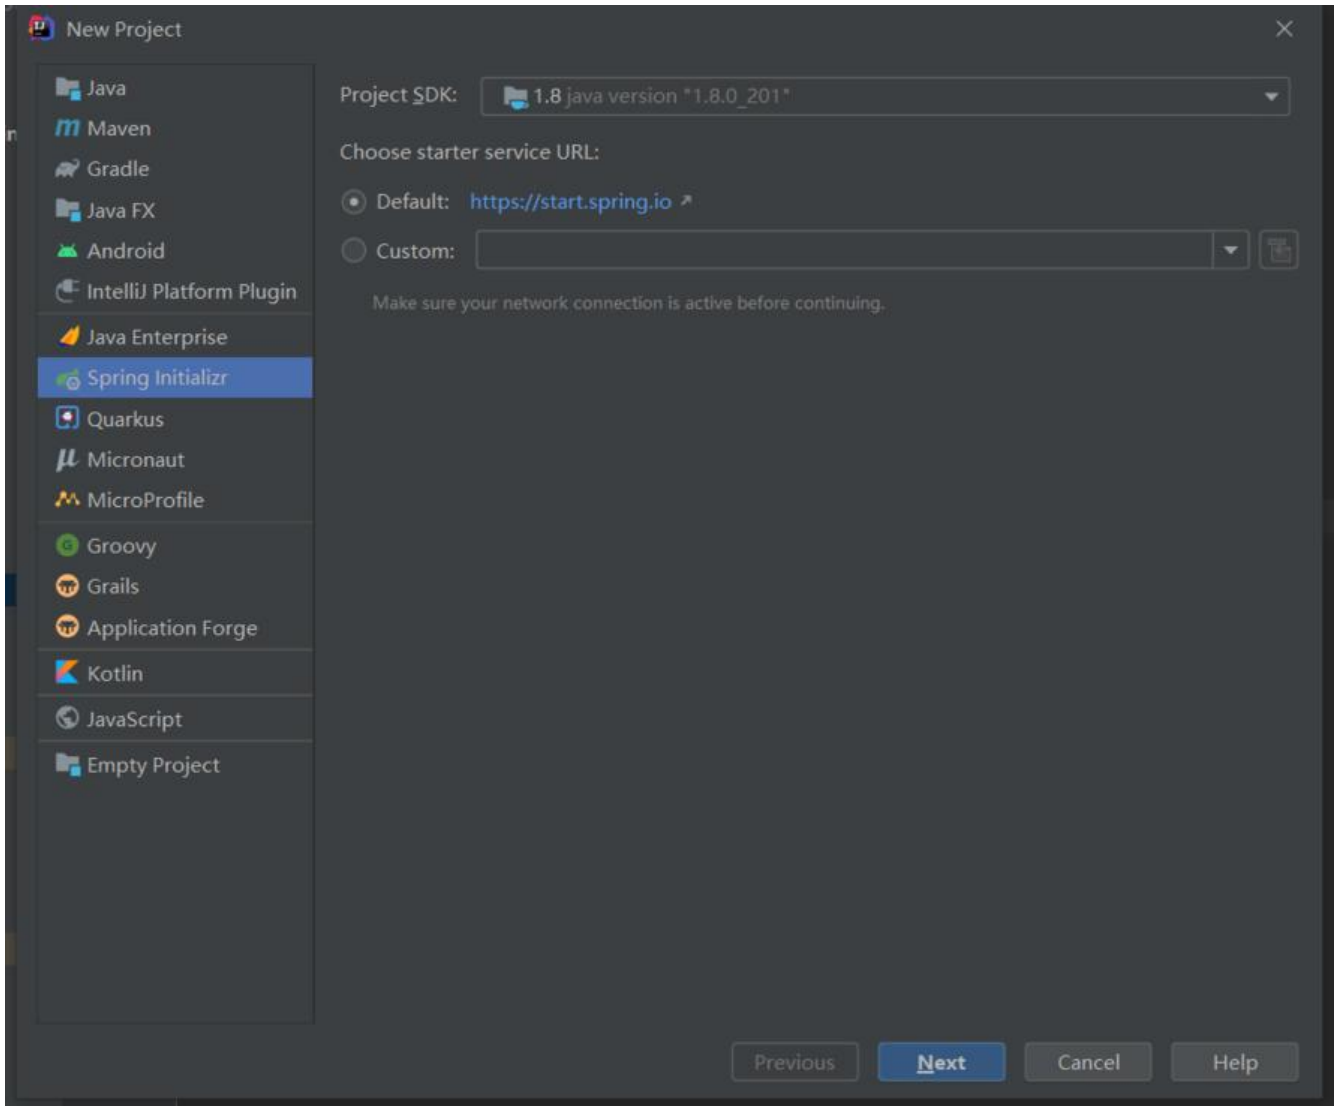 New Project
Java
Maven
Gradle
Java FX
Android
IntelliJ Platform Plugin
Java Enterprise
Spring Initializr
Quarkus
Micronaut
MicroProfile
Groovy
Grails
Application Forge
Kotlin
JavaScript
Empty Project
Project SDK: 1.8 java version "1.8.0_201"
Choose starter service URL:
Default: https://start.spring.io
Custom:
Make sure your network connection is active before continuing.
Previous Next Cancel Help